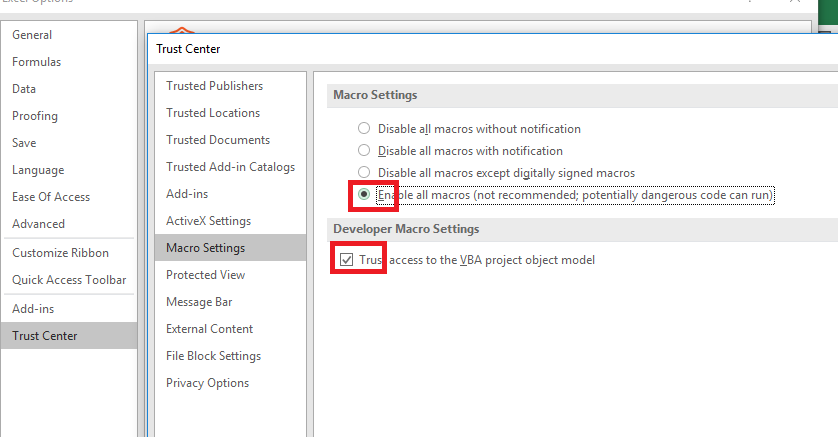 Excel Options
General
Formulas
Data
Proofing
Save
Language
Ease Of Access
Advanced
Customize Ribbon
Quick Access Toolbar
Add-ins
Trust Center
Trust Center
Trusted Publishers
Trusted Locations
Trusted Documents
Trusted Add-in Catalogs
Add-ins
ActiveX Settings
Macro Settings
Protected View
Message Bar
External Content
File Block Settings
Privacy Options
Macro Settings
Disable all macros without notification
Disable all macros with notification
Disable all macros except digitally signed macros
Enable all macros (not recommended; potentially dangerous code can run)
Developer Macro Settings
Trust access to the VBA project object model